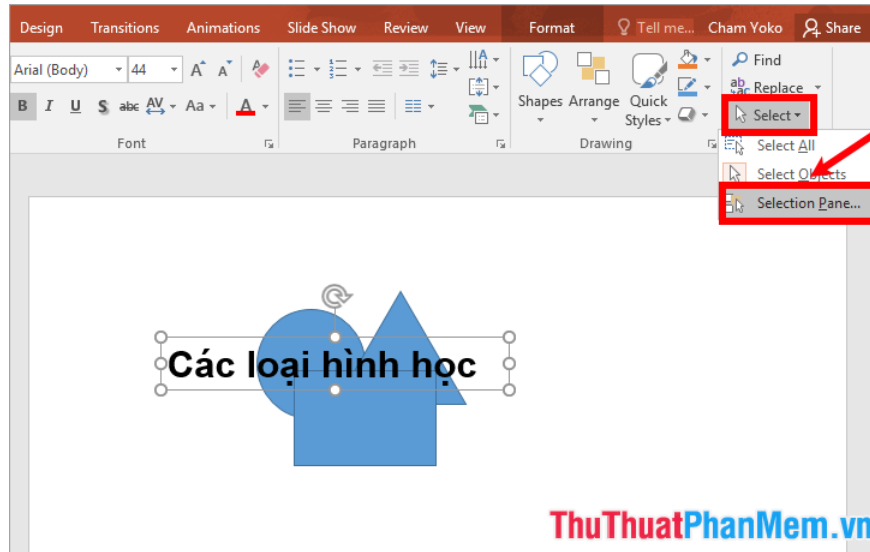 Design Transitions Animations Slide Show Review View Format Tell me... Cham Yoko Share
Arial (Body) 44 A A Find
Replace
B I U S abc AV Aa A Shapes Arrange Quick Styles Select
Font Paragraph Drawing
Select All
Select Objects
Selection Pane...
Các loại hình học
ThuThuatPhanMem.vn